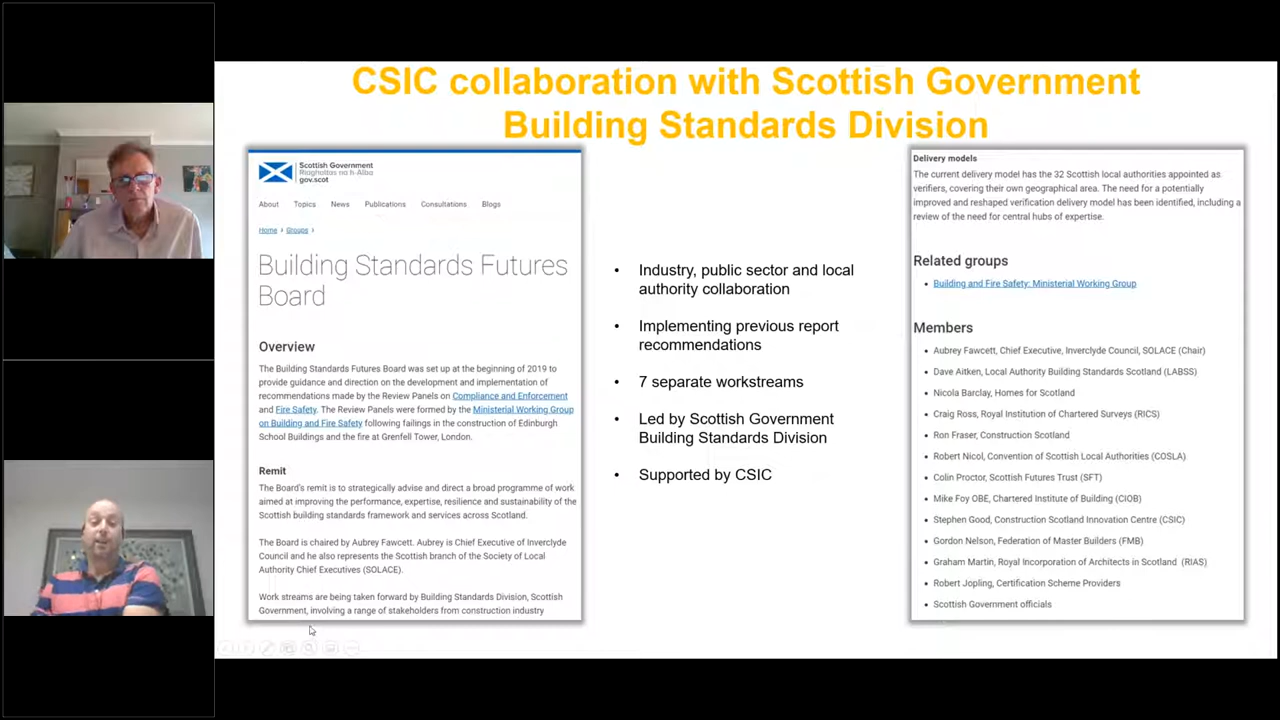 CSIC collaboration with Scottish Government
Building Standards Division
Scottish Government
Riaghaltas na h-Alba
gov.scot
About Topics News Publications Consultations Blogs
Home › Groups ›
Building Standards Futures
Board
Overview
The Building Standards Futures Board was set up at the beginning of 2019 to
provide guidance and direction on the development and implementation of
recommendations made by the Review Panels on Compliance and Enforcement
and Fire Safety. The Review Panels were formed by the Ministerial Working Group
on Building and Fire Safety following failings in the construction of Edinburgh
School Buildings and the fire at Grenfell Tower, London.
Remit
The Board's remit is to strategically advise and direct a broad programme of work
aimed at improving the performance, expertise, resilience and sustainability of the
Scottish building standards framework and services across Scotland.
The Board is chaired by Aubrey Fawcett. Aubrey is Chief Executive of Inverclyde
Council and he also represents the Scottish branch of the Society of Local
Authority Chief Executives (SOLACE).
Work streams are being taken forward by Building Standards Division, Scottish
Government, involving a range of stakeholders from construction industry
• Industry, public sector and local
authority collaboration
• Implementing previous report
recommendations
• 7 separate workstreams
• Led by Scottish Government
Building Standards Division
• Supported by CSIC
Delivery models
The current delivery model has the 32 Scottish local authorities appointed as
verifiers, covering their own geographical area. The need for a potentially
improved and reshaped verification delivery model has been identified, including a
review of the need for central hubs of expertise.
Related groups
• Building and Fire Safety: Ministerial Working Group
Members
• Aubrey Fawcett, Chief Executive, Inverclyde Council, SOLACE (Chair)
• Dave Aitken, Local Authority Building Standards Scotland (LABSS)
• Nicola Barclay, Homes for Scotland
• Craig Ross, Royal Institution of Chartered Surveys (RICS)
• Ron Fraser, Construction Scotland
• Robert Nicol, Convention of Scottish Local Authorities (COSLA)
• Colin Proctor, Scottish Futures Trust (SFT)
• Mike Foy OBE, Chartered Institute of Building (CIOB)
• Stephen Good, Construction Scotland Innovation Centre (CSIC)
• Gordon Nelson, Federation of Master Builders (FMB)
• Graham Martin, Royal Incorporation of Architects in Scotland (RIAS)
• Robert Jopling, Certification Scheme Providers
• Scottish Government officials